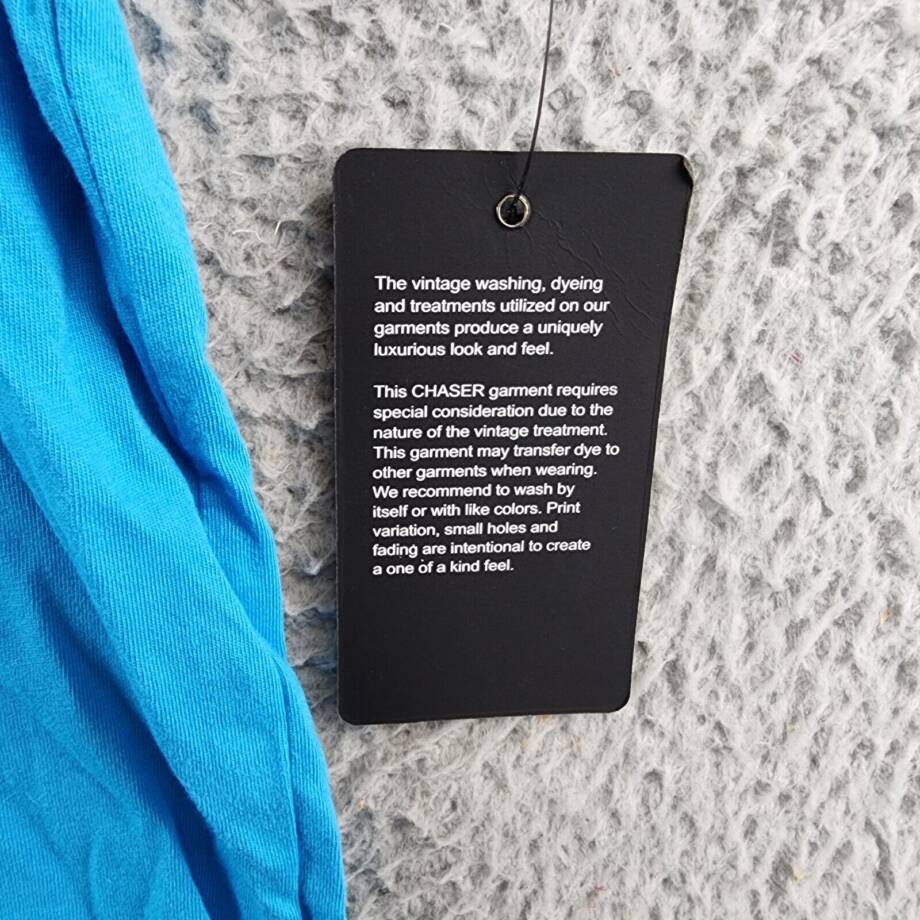 The vintage washing, dyeing
and treatments utilized on our
garments produce a uniquely
luxurious look and feel.
This CHASER garment requires
special consideration due to the
nature of the vintage treatment.
This garment may transfer dye to
other garments when wearing.
We recommend to wash by
itself or with like colors. Print
variation, small holes and
fading are intentional to create
a one of a kind feel.